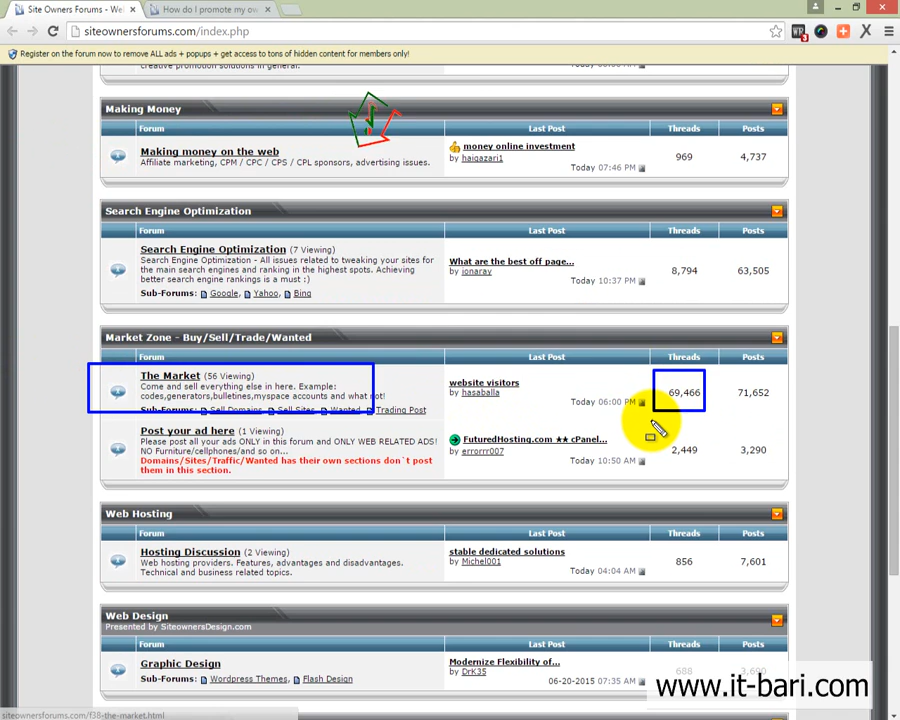 Site Owners Forums - We
How do I promote my ow
siteownersforums.com/index.php
Register on the forum now to remove ALL ads + popups + get access to tons of hidden content for members only!
creative promotion solutions in general.
Making Money
Forum Last Post Threads Posts
Making money on the web
Affiliate marketing, CPM / CPC / CPS / CPL sponsors, advertising issues.
money online investment
by haiqazari1
Today 07:46 PM
969 4,737
Search Engine Optimization
Forum Last Post Threads Posts
Search Engine Optimization (7 Viewing)
Search Engine Optimization - All issues related to tweaking your sites for
the main search engines and ranking in the highest spots. Achieving
better search engine rankings is a must :)
Sub-Forums: Google, Yahoo, Bing
What are the best off page...
by jonaray
Today 10:37 PM
8,794 63,505
Market Zone - Buy/Sell/Trade/Wanted
Forum Last Post Threads Posts
The Market (56 Viewing)
Come and sell everything else in here. Example:
codes,generators,bulletines,myspace accounts and what not!
Sub-Forums: Sell Domains, Sell Sites, Wanted, Trading Post
website visitors
by hasaballa
Today 06:00 PM
69,466 71,652
Post your ad here (1 Viewing)
Please post all your ads ONLY in this forum and ONLY WEB RELATED ADS!
NO Furniture/cellphones/and so on...
Domains/Sites/Traffic/Wanted has their own sections don`t post
them in this section.
FuturedHosting.com ★★ cPanel...
by errorrr007
Today 10:50 AM
2,449 3,290
Web Hosting
Forum Last Post Threads Posts
Hosting Discussion (2 Viewing)
Web hosting providers. Features, advantages and disadvantages.
Technical and business related topics.
stable dedicated solutions
by Michel001
Today 04:04 AM
856 7,601
Web Design
Presented by SiteownersDesign.com
Forum Last Post Threads Posts
Graphic Design
Sub-Forums: Wordpress Themes, Flash Design
Modernize Flexibility of...
by DrK35
06-20-2015 07:35 AM
688 3,690
www.it-bari.com
siteownersforums.com/f38-the-market.html